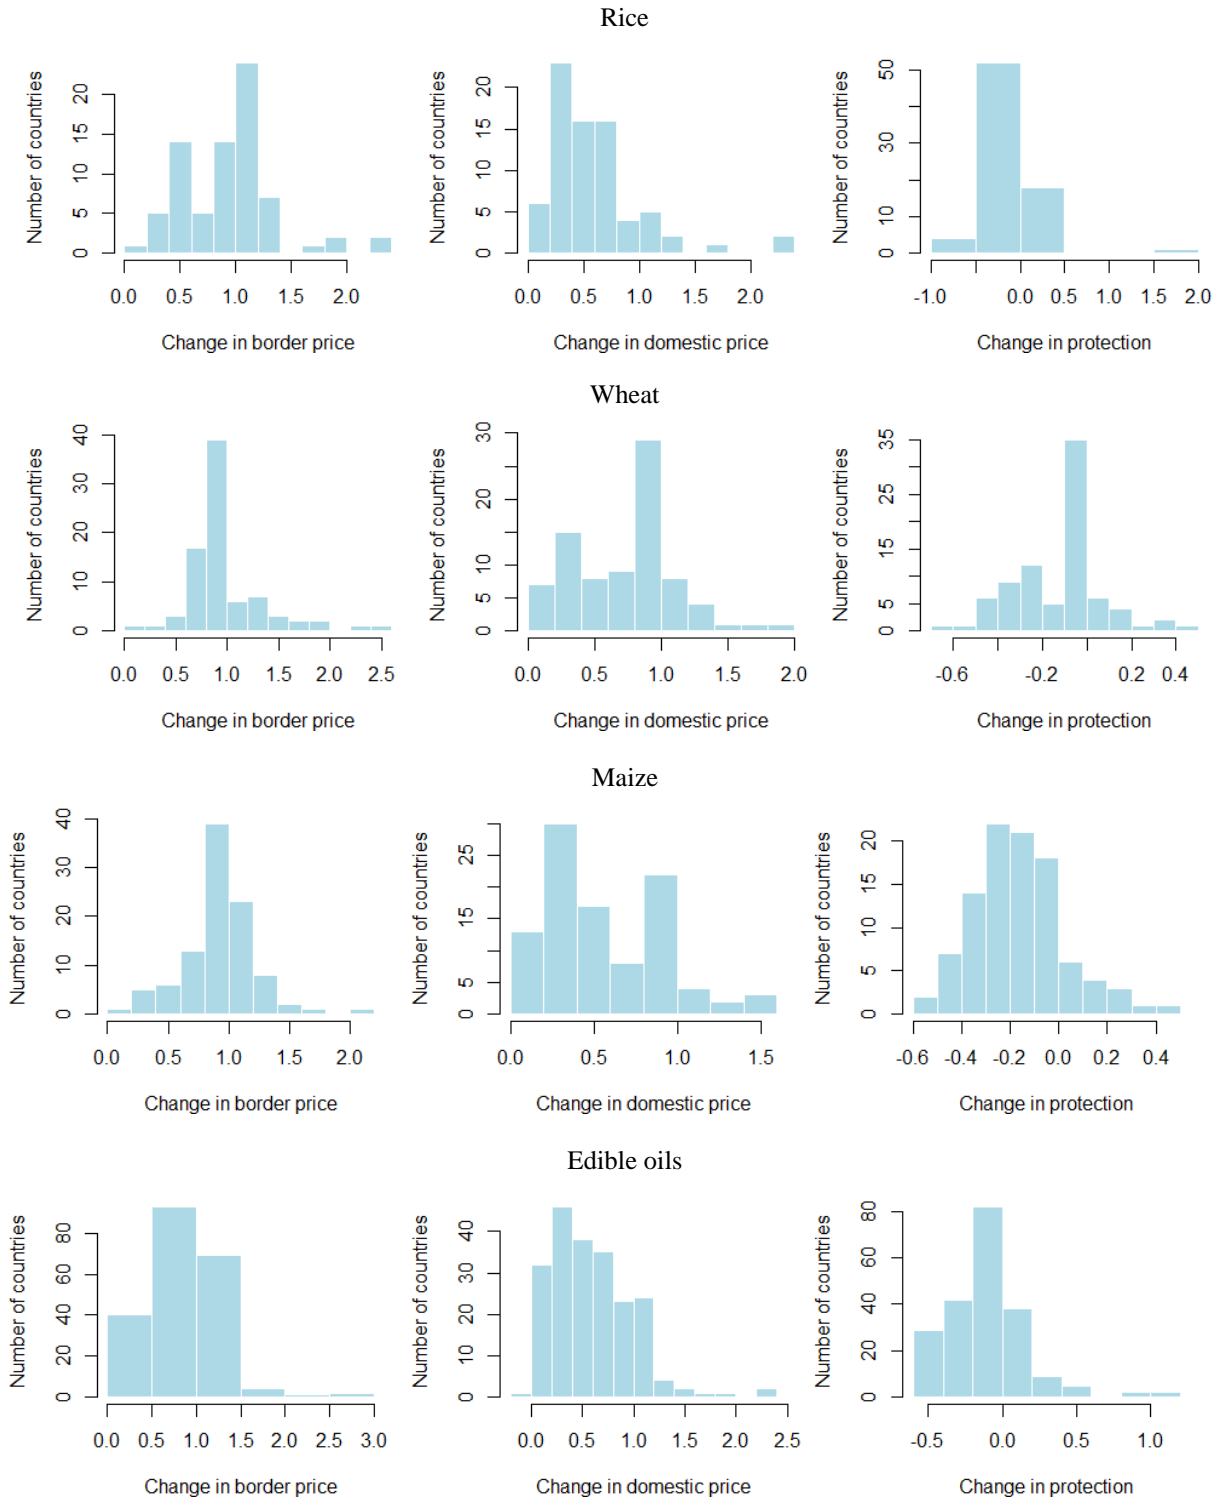 Rice
Number of countries
0 5 10 15 20
0.0 0.5 1.0 1.5 2.0
Change in border price
Number of countries
0 5 10 20
0.0 0.5 1.0 1.5 2.0
Change in domestic price
Number of countries
0 10 30 50
-1.0 0.0 0.5 1.0 1.5 2.0
Change in protection
Wheat
Number of countries
0 10 20 30 40
0.0 0.5 1.0 1.5 2.0 2.5
Change in border price
Number of countries
0 5 10 20 30
0.0 0.5 1.0 1.5 2.0
Change in domestic price
Number of countries
5 15 25 35
0
-0.6 -0.2 0.2 0.4
Change in protection
Maize
Number of countries
0 10 20 30 40
0.0 0.5 1.0 1.5 2.0
Change in border price
Number of countries
0 5 15 25
0.0 0.5 1.0 1.5
Change in domestic price
Number of countries
0 5 10 15 20
-0.6 -0.4 -0.2 0.0 0.2 0.4
Change in protection
Edible oils
Number of countries
0 20 40 60 80
0.0 0.5 1.0 1.5 2.0 2.5 3.0
Change in border price
Number of countries
0 10 20 30 40
0.0 0.5 1.0 1.5 2.0 2.5
Change in domestic price
Number of countries
0 20 40 60 80
-0.5 0.0 0.5 1.0
Change in protection